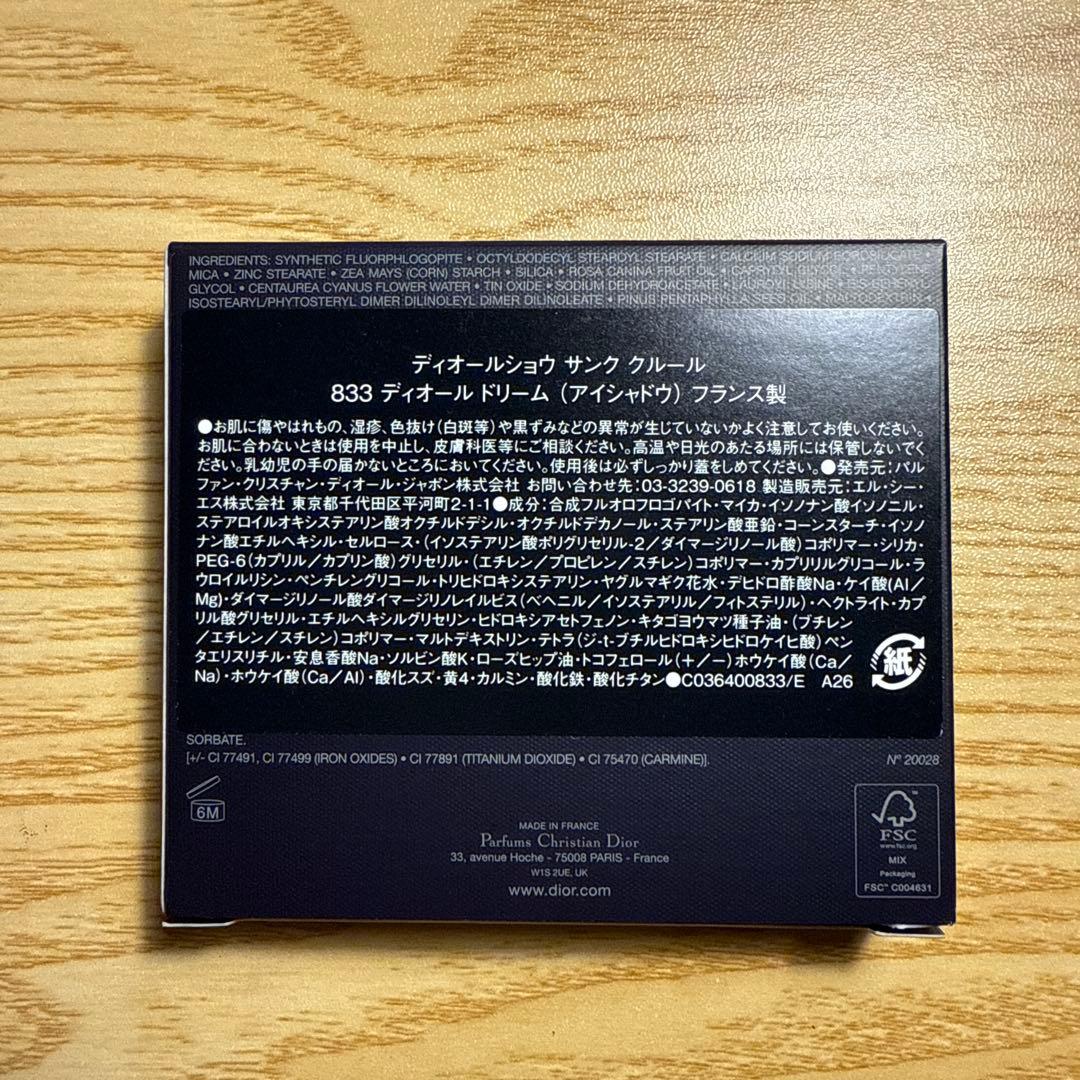 INGREDIENTS: SYNTHETIC FLUORPHLOGOPITE • OCTYLDODECYL STEAROYL STEARATE • CALCIUM SODIUM BOROSILICATE
MICA • ZINC STEARATE • ZEA MAYS (CORN) STARCH • SILICA • ROSA CANINA FRUIT OIL • CAPRYLYL
GLYCOL • CENTAUREA CYANUS FLOWER WATER • TIN OXIDE • SODIUM DEHYDROACETATE • LAUROYL LYSINE
ISOSTEARYL/PHYTOSTERYL DIMER DILINOLEYL DIMER DILINOLEATE • PINUS PENTAPHYLLA SEED OIL
ディオールショウ サンク クルール
833 ディオール ドリーム (アイシャドウ) フランス製
●お肌に傷やはれもの、湿疹、色抜け(白斑等)や黒ずみなどの異常が生じていないかよく注意してお使いください。
お肌に合わないときは使用を中止し、皮膚科医等にご相談ください。高温や日光のあたる場所には保管しないでく
ださい。乳幼児の手の届かないところにおいてください。使用後は必ずしっかり蓋をしめてください。●発売元:パル
ファン・クリスチャン・ディオール・ジャポン株式会社 お問い合わせ先:03-3239-0618 製造販売元:エル・シー・
エス株式会社 東京都千代田区平河町2-1-1●成分:合成フルオロフロゴパイト・マイカ・イソノナン酸イソノニル・
ステアロイルオキシステアリン酸オクチルドデシル・オクチルドデカノール・ステアリン酸亜鉛・コーンスターチ・イソノ
ナン酸エチルヘキシル・セルロース・(イソステアリン酸ポリグリセリル-2/ダイマージリノール酸)コポリマー・シリカ・
PEG-6(カプリル/カプリン酸)グリセリル・(エチレン/プロピレン/スチレン)コポリマー・カプリリルグリコール・ラ
ウロイルリシン・ペンチレングリコール・トリヒドロキシステアリン・ヤグルマギク花水・デヒドロ酢酸Na・ケイ酸(Al/
Mg)・ダイマージリノール酸ダイマージリノレイルビス(ベヘニル/イソステアリル/フィトステリル)・ヘクトライト・カプ
リル酸グリセリル・エチルヘキシルグリセリン・ヒドロキシアセトフェノン・キタゴヨウマツ種子油・(ブチレン
/エチレン/スチレン)コポリマー・マルトデキストリン・テトラ(ジ-t-ブチルヒドロキシヒドロケイヒ酸)ペン
タエリスリチル・安息香酸Na・ソルビン酸K・ローズヒップ油・トコフェロール(+/-)ホウケイ酸(Ca/
Na)・ホウケイ酸(Ca/Al)・酸化スズ・黄4・カルミン・酸化鉄・酸化チタン●C036400833/E A26
紙
SORBATE.
[+/- CI 77491, CI 77499 (IRON OXIDES) • CI 77891 (TITANIUM DIOXIDE) • CI 75470 (CARMINE)].
N° 20028
6M
MADE IN FRANCE
Parfums Christian Dior
33, avenue Hoche - 75008 PARIS - France
W1S 2UE, UK
www.dior.com
FSC
www.fsc.org
MIX
Packaging
FSC™ C004631